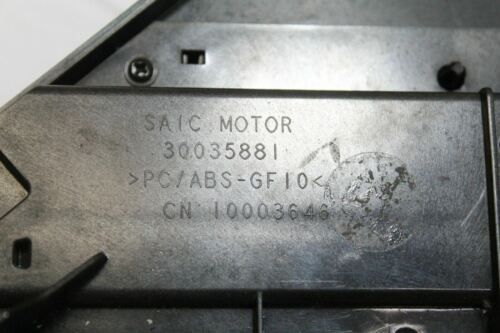 SAIC MOTOR
30035881
>PC/ABS-GF10<
CN 10003646